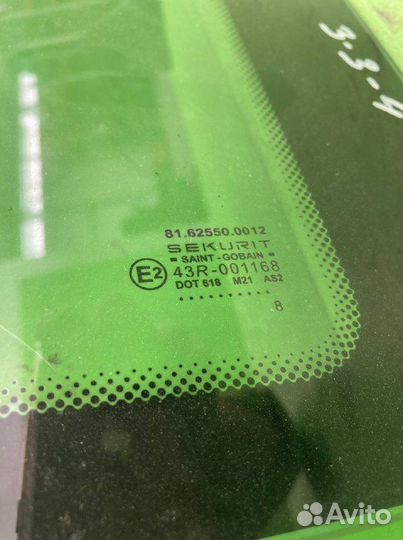 3-3-4
81.62550.0012
SEKURIT
SAINT-GOBAIN
E2 43R-001168
DOT 618 M21 AS2
.........
.8
Avito